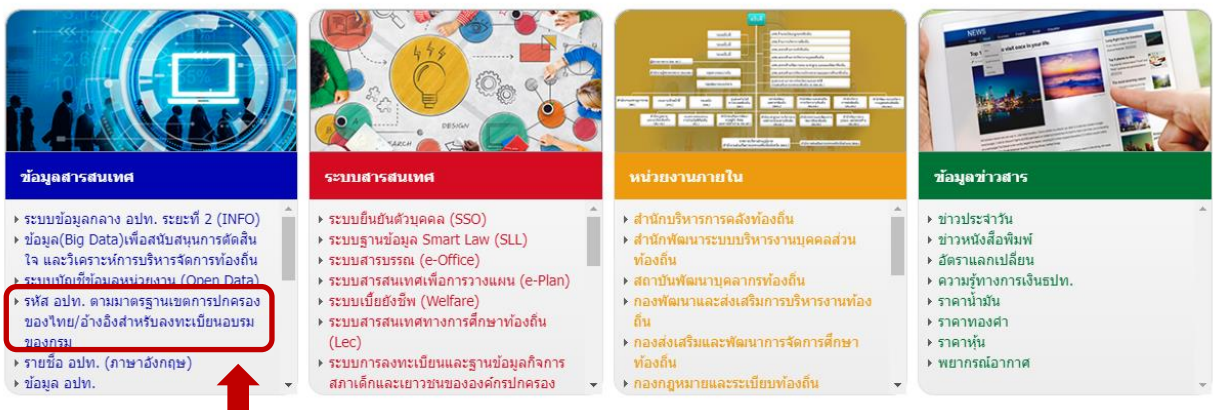 NEWS
DESIGN
ข้อมูลสารสนเทศ
ระบบข้อมูลกลาง อปท. ระยะที่ 2 (INFO)
ข้อมูล(Big Data)เพื่อสนับสนุนการตัดสิน
ใจ และวิเคราะห์การบริหารจัดการท้องถิ่น
ระบบบัญชีข้อมูลหน่วยงาน (Open Data)
รหัส อปท. ตามมาตรฐานเขตการปกครอง
ของไทย/อ้างอิงสำหรับลงทะเบียนอบรม
ของกรม
รายชื่อ อปท. (ภาษาอังกฤษ)
ข้อมูล อปท.
ระบบสารสนเทศ
ระบบยืนยันตัวบุคคล (SSO)
ระบบฐานข้อมูล Smart Law (SLL)
ระบบสารบรรณ (e-Office)
ระบบสารสนเทศเพื่อการวางแผน (e-Plan)
ระบบเบี้ยยังชีพ (Welfare)
ระบบสารสนเทศทางการศึกษาท้องถิ่น
(Lec)
ระบบการลงทะเบียนและฐานข้อมูลกิจการ
สภาเด็กและเยาวชนขององค์กรปกครอง
หน่วยงานภายใน
สำนักบริหารการคลังท้องถิ่น
สำนักพัฒนาระบบบริหารงานบุคคลส่วน
ท้องถิ่น
สถาบันพัฒนาบุคลากรท้องถิ่น
กองพัฒนาและส่งเสริมการบริหารงานท้อง
ถิ่น
กองส่งเสริมและพัฒนาการจัดการศึกษา
ท้องถิ่น
กองกฎหมายและระเบียบท้องถิ่น
ข้อมูลข่าวสาร
ข่าวประจำวัน
ข่าวหนังสือพิมพ์
อัตราแลกเปลี่ยน
ความรู้ทางการเงินธปท.
ราคาน้ำมัน
ราคาทองคำ
ราคาหุ้น
พยากรณ์อากาศ